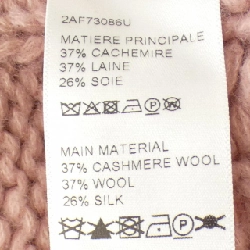 2AF73088U
MATIERE PRINCIPALE
37% CACHEMIRE
37% LAINE
26% SOIE
P
MAIN MATERIAL
37% CASHMERE WOOL
37% WOOL
26% SILK
P